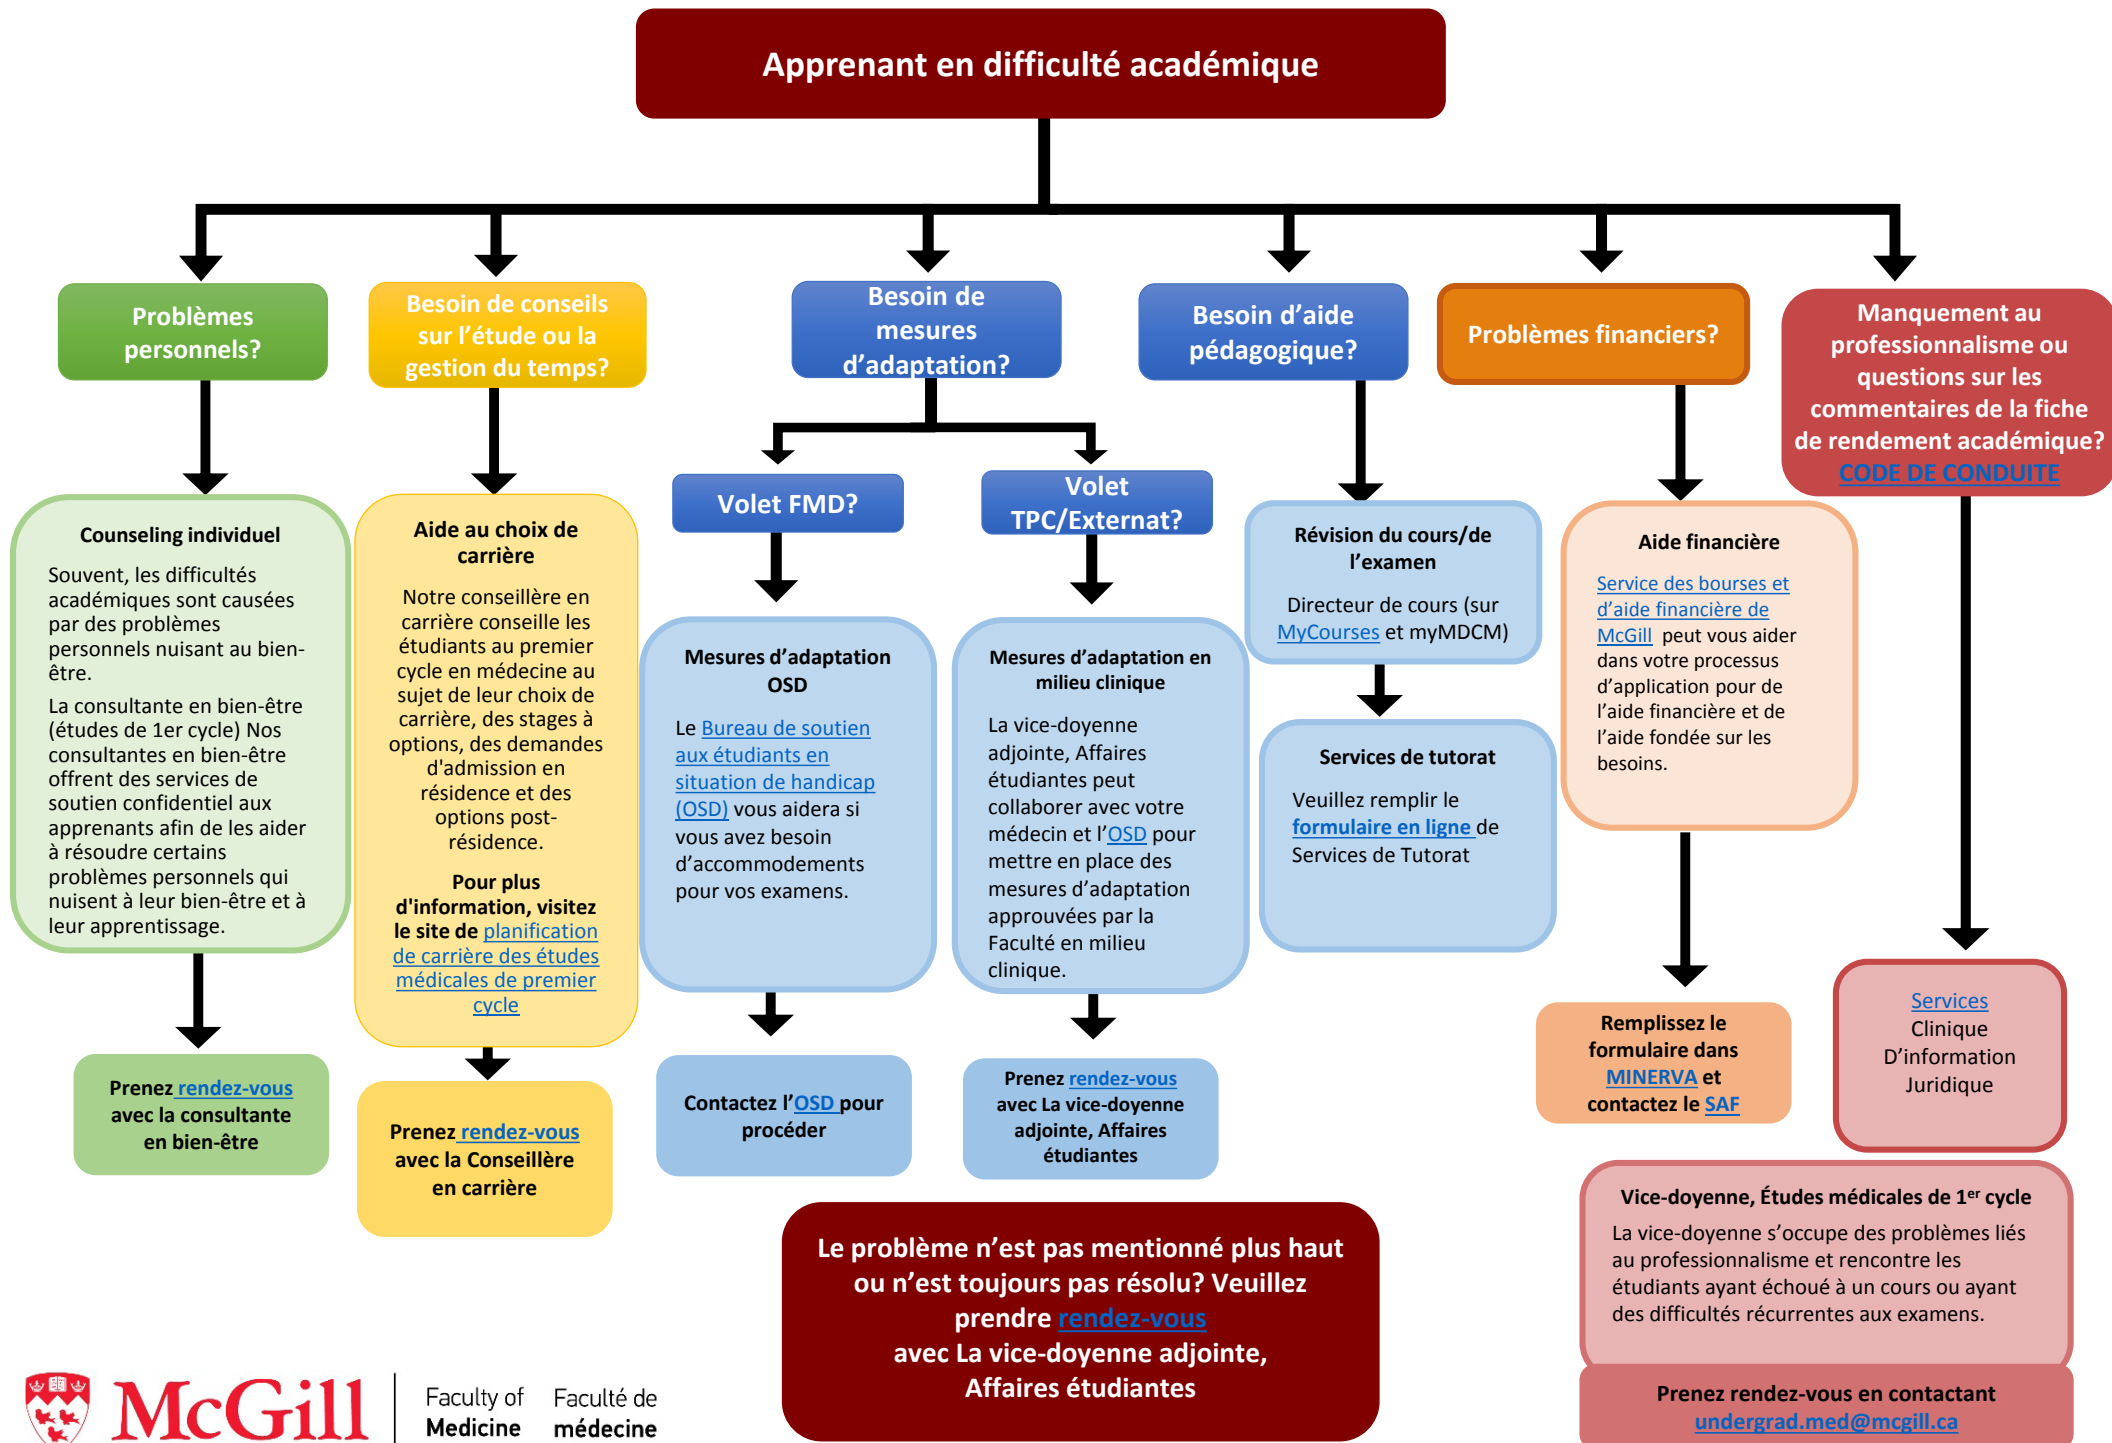 Apprenant en difficulté académique
Problèmes
personnels?
Besoin de conseils
sur l’étude ou la
gestion du temps?
Besoin de
mesures
d’adaptation?
Besoin d’aide
pédagogique?
Problèmes financiers?
Manquement au
professionnalisme ou
questions sur les
commentaires de la fiche
de rendement académique?
CODE DE CONDUITE
Volet FMD?
Volet
TPC/Externat?
Counseling individuel
Souvent, les difficultés
académiques sont causées
par des problèmes
personnels nuisant au bien-
être.
La consultante en bien-être
(études de 1er cycle) Nos
consultantes en bien-être
offrent des services de
soutien confidentiel aux
apprenants afin de les aider
à résoudre certains
problèmes personnels qui
nuisent à leur bien-être et à
leur apprentissage.
Aide au choix de
carrière
Notre conseillère en
carrière conseille les
étudiants au premier
cycle en médecine au
sujet de leur choix de
carrière, des stages à
options, des demandes
d'admission en
résidence et des
options post-
résidence.
Pour plus
d'information, visitez
le site de planification
de carrière des études
médicales de premier
cycle
Mesures d’adaptation
OSD
Le Bureau de soutien
aux étudiants en
situation de handicap
(OSD) vous aidera si
vous avez besoin
d’accommodements
pour vos examens.
Mesures d’adaptation en
milieu clinique
La vice-doyenne
adjointe, Affaires
étudiantes peut
collaborer avec votre
médecin et l’OSD pour
mettre en place des
mesures d’adaptation
approuvées par la
Faculté en milieu
clinique.
Révision du cours/de
l’examen
Directeur de cours (sur
MyCourses et myMDCM)
Services de tutorat
Veuillez remplir le
formulaire en ligne de
Services de Tutorat
Aide financière
Service des bourses et
d’aide financière de
McGill peut vous aider
dans votre processus
d’application pour de
l’aide financière et de
l’aide fondée sur les
besoins.
Prenez rendez-vous
avec la consultante
en bien-être
Prenez rendez-vous
avec la Conseillère
en carrière
Contactez l’OSD pour
procéder
Prenez rendez-vous
avec La vice-doyenne
adjointe, Affaires
étudiantes
Remplissez le
formulaire dans
MINERVA et
contactez le SAF
Services
Clinique
D’information
Juridique
Vice-doyenne, Études médicales de 1er cycle
La vice-doyenne s’occupe des problèmes liés
au professionnalisme et rencontre les
étudiants ayant échoué à un cours ou ayant
des difficultés récurrentes aux examens.
Prenez rendez-vous en contactant
undergrad.med@mcgill.ca
Le problème n’est pas mentionné plus haut
ou n’est toujours pas résolu? Veuillez
prendre rendez-vous
avec La vice-doyenne adjointe,
Affaires étudiantes
McGill
Faculty of
Medicine
Faculté de
médecine